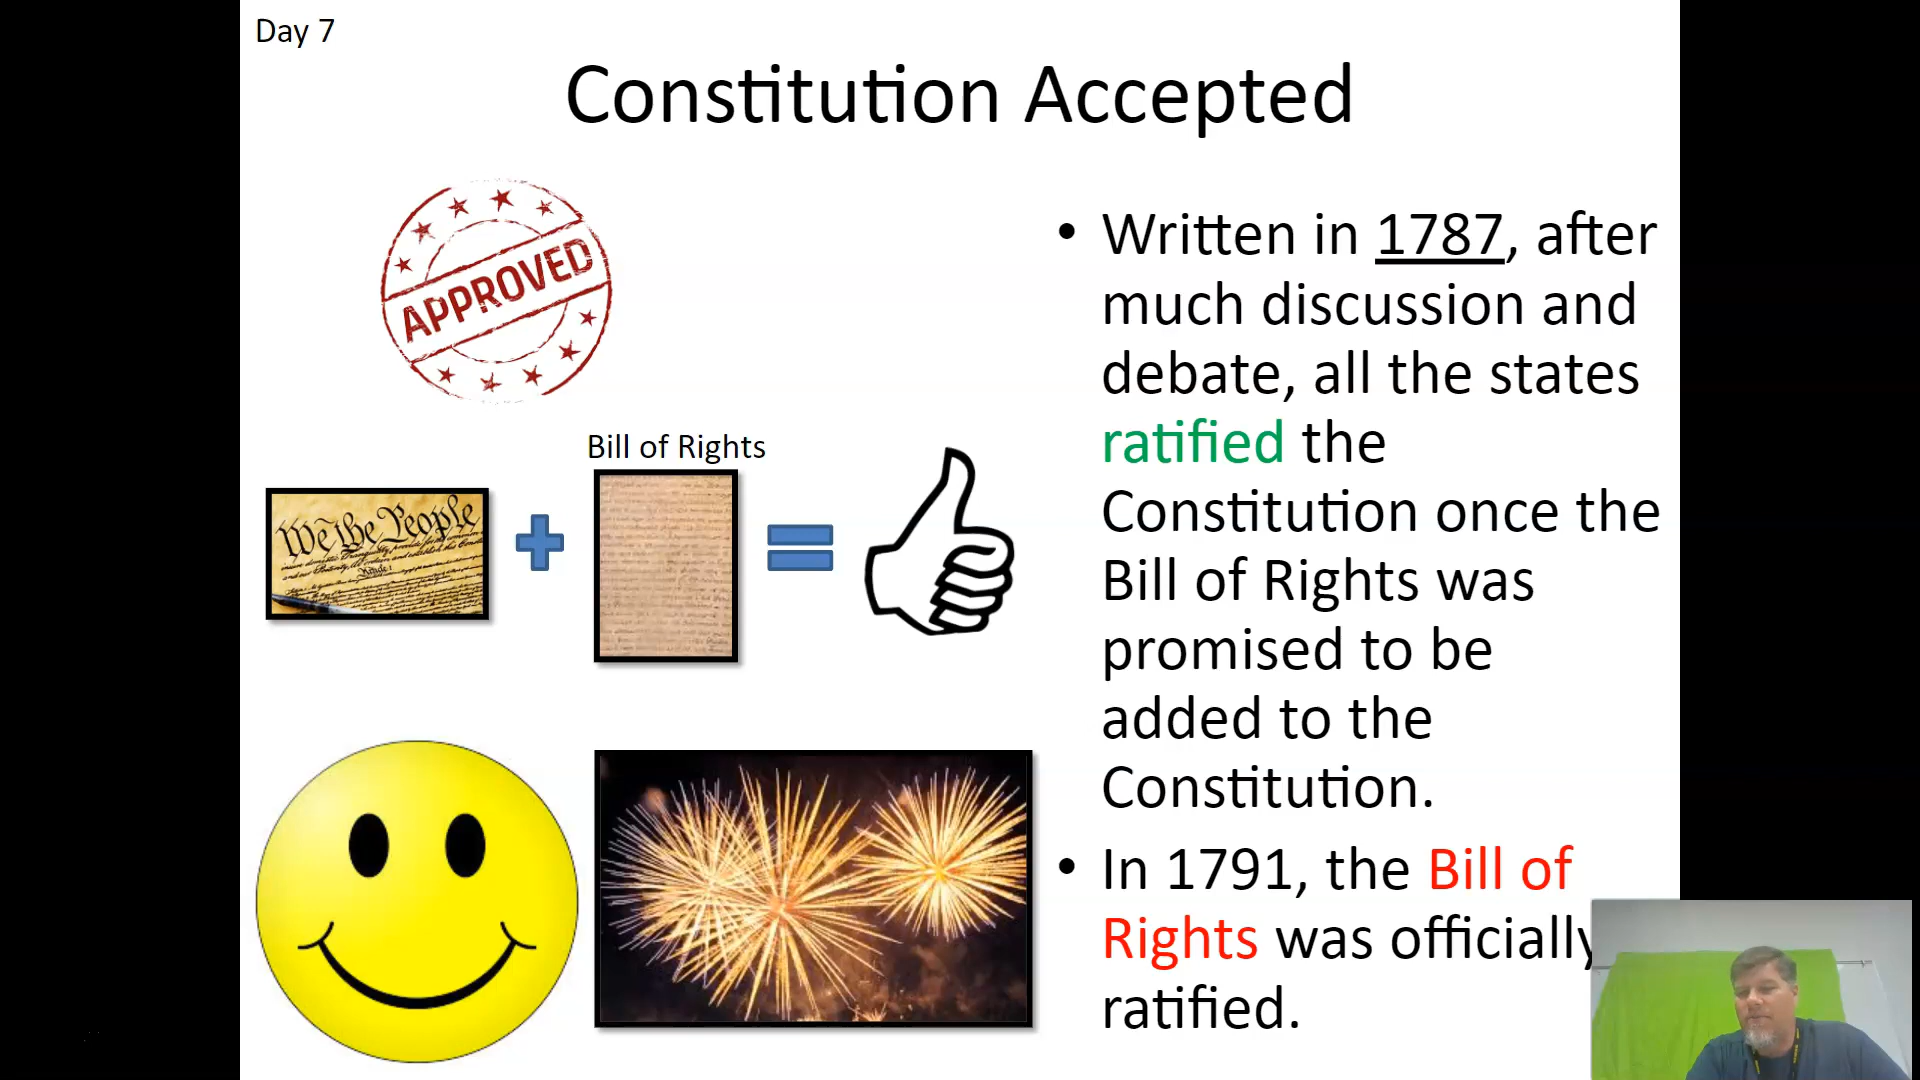 Day 7
Constitution Accepted
APPROVED
Bill of Rights
We the People
Article I
• Written in 1787, after
much discussion and
debate, all the states
ratified the
Constitution once the
Bill of Rights was
promised to be
added to the
Constitution.
• In 1791, the Bill of
Rights was officially
ratified.